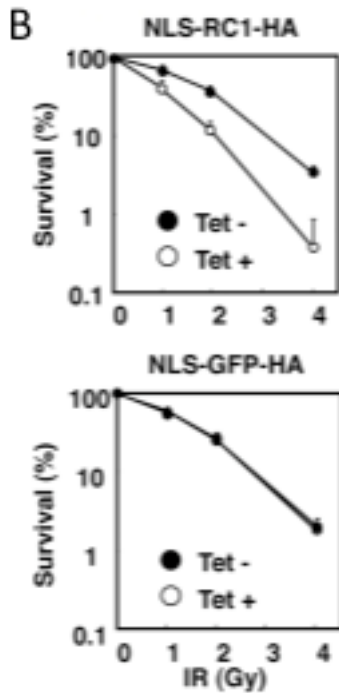 B
NLS-RC1-HA
Survival (%)
100
10
1
0.1
Tet -
Tet +
0 1 2 3 4
NLS-GFP-HA
Survival (%)
100
10
1
0.1
Tet -
Tet +
0 1 2 3 4
IR (Gy)